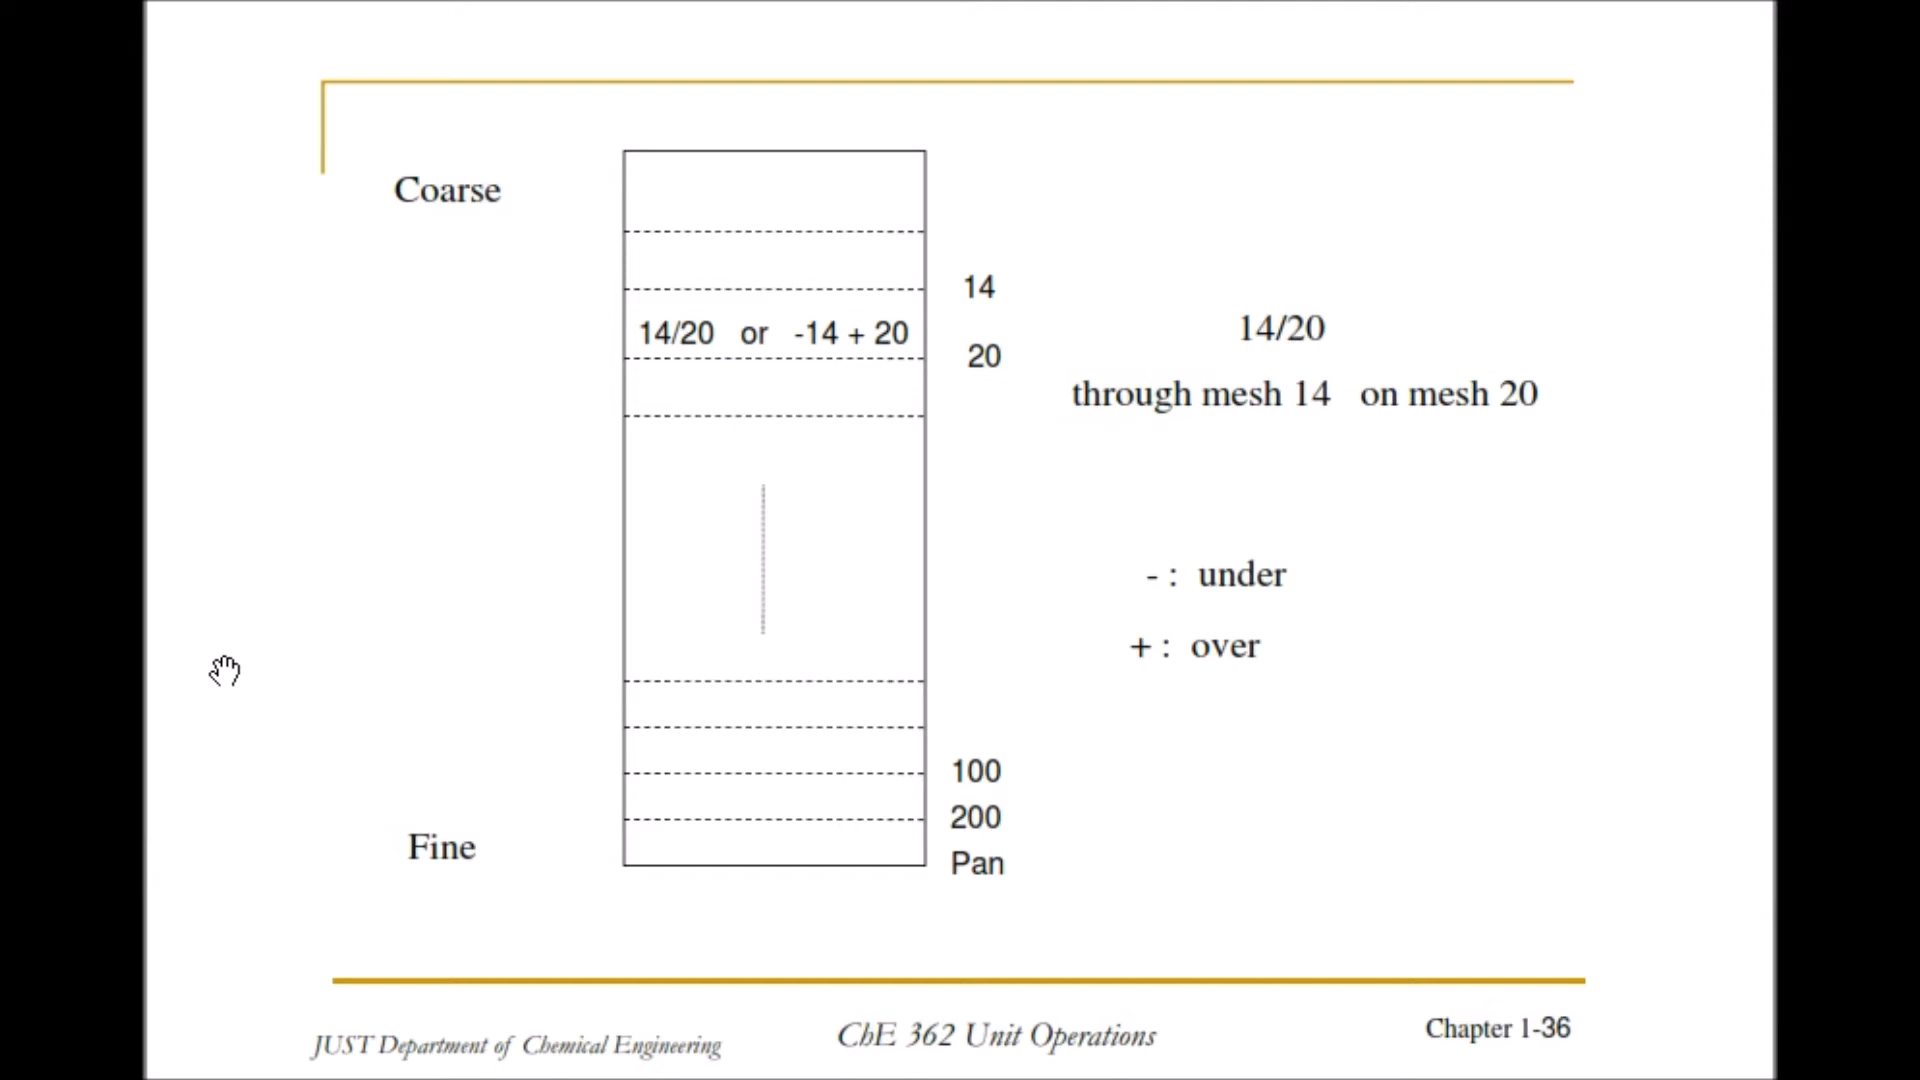 Coarse
14
14/20 or -14 + 20
20
14/20
through mesh 14 on mesh 20
- : under
+ : over
100
200
Fine
Pan
JUST Department of Chemical Engineering
ChE 362 Unit Operations
Chapter 1-36